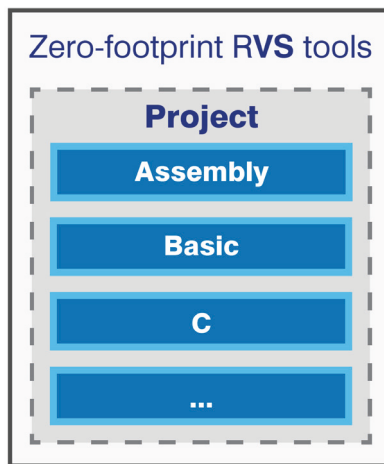 Zero-footprint RVS tools
Project
Assembly
Basic
C
...